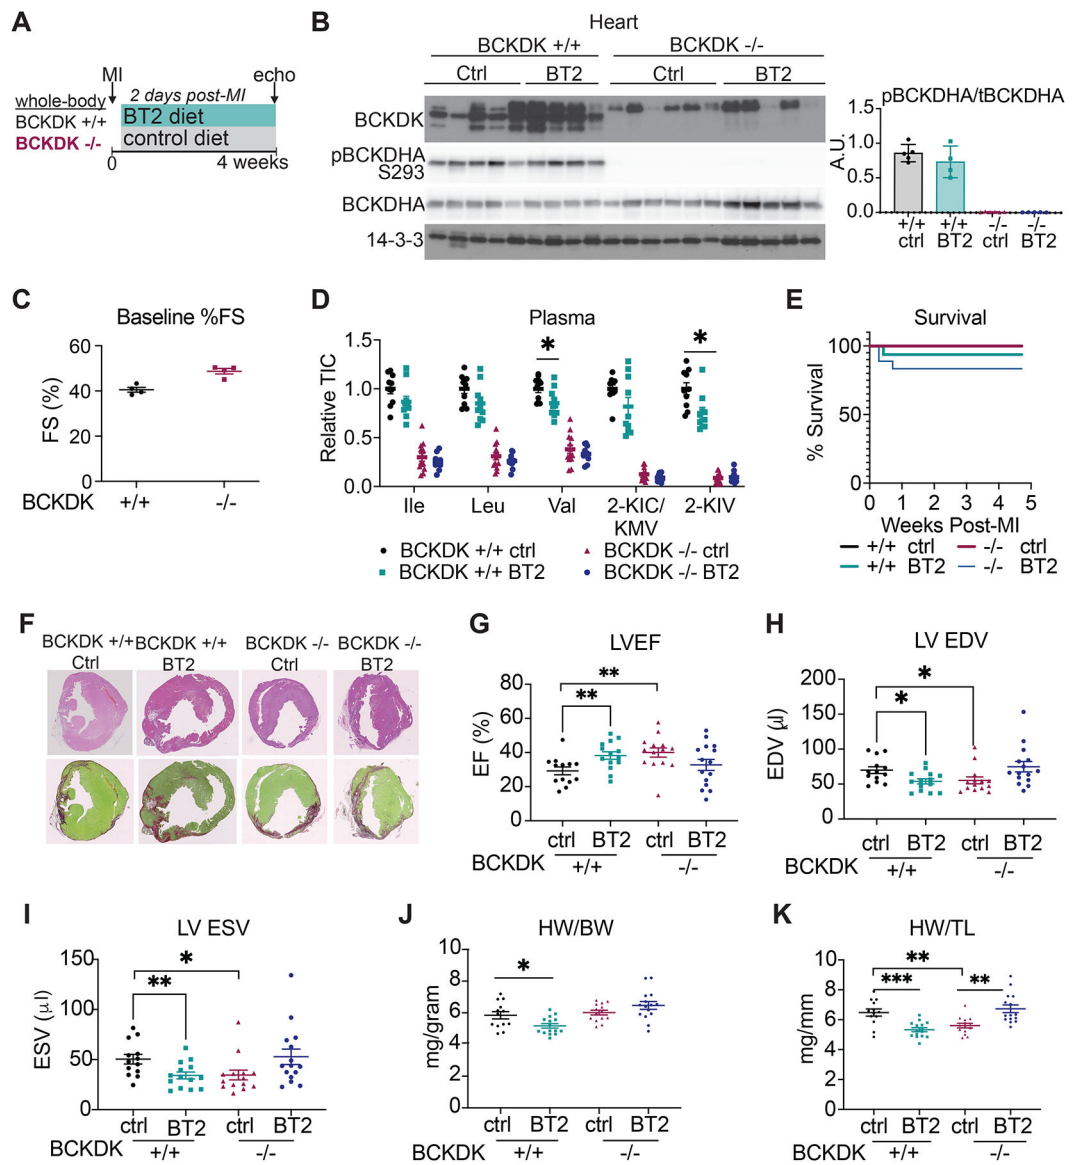 A
MI
echo
2 days post-MI
whole-body
BCKDK +/+
BCKDK -/-
BT2 diet
control diet
0
4 weeks
B
Heart
BCKDK +/+
BCKDK -/-
Ctrl
BT2
Ctrl
BT2
BCKDK
pBCKDHA
S293
BCKDHA
14-3-3
pBCKDHA/tBCKDHA
A.U.
1.5
1.0
0.5
0.0
+/+ ctrl
+/+ BT2
-/- ctrl
-/- BT2
C
Baseline %FS
FS (%)
60
40
20
0
BCKDK
+/+
-/-
D
Plasma
Relative TIC
1.5
1.0
0.5
0.0
*
*
Ile
Leu
Val
2-KIC/
KMV
2-KIV
BCKDK +/+ ctrl
BCKDK +/+ BT2
BCKDK -/- ctrl
BCKDK -/- BT2
E
Survival
% Survival
100
50
0
0 1 2 3 4 5
Weeks Post-MI
+/+ ctrl
+/+ BT2
-/- ctrl
-/- BT2
F
BCKDK +/+
Ctrl
BCKDK +/+
BT2
BCKDK -/-
Ctrl
BCKDK -/-
BT2
G
LVEF
EF (%)
80
60
40
20
0
**
**
ctrl BT2 ctrl BT2
BCKDK
+/+
-/-
H
LV EDV
EDV (μl)
200
150
100
50
0
*
*
ctrl BT2 ctrl BT2
BCKDK
+/+
-/-
I
LV ESV
ESV (μl)
150
100
50
0
*
**
ctrl BT2 ctrl BT2
BCKDK
+/+
-/-
J
HW/BW
mg/gram
10
8
6
4
2
0
*
ctrl BT2 ctrl BT2
BCKDK
+/+
-/-
K
HW/TL
mg/mm
10
8
6
4
2
0
**
***
**
ctrl BT2 ctrl BT2
BCKDK
+/+
-/-